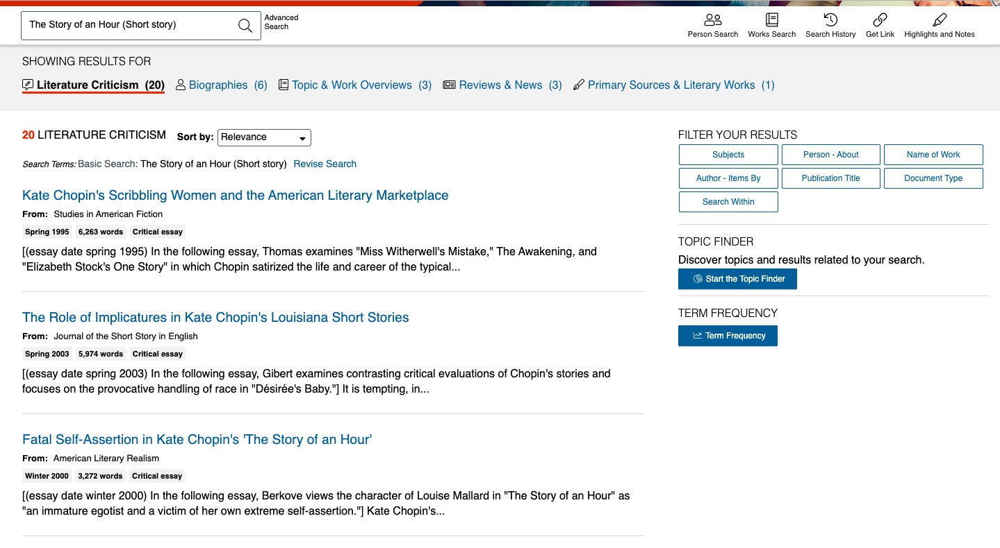 The Story of an Hour (Short story)
Advanced
Search
Person Search
Works Search
Search History
Get Link
Highlights and Notes
SHOWING RESULTS FOR
Literature Criticism (20)
Biographies (6)
Topic & Work Overviews (3)
Reviews & News (3)
Primary Sources & Literary Works (1)
20 LITERATURE CRITICISM
Sort by: Relevance
Search Terms: Basic Search: The Story of an Hour (Short story) Revise Search
Kate Chopin's Scribbling Women and the American Literary Marketplace
From: Studies in American Fiction
Spring 1995 6,263 words Critical essay
[(essay date spring 1995) In the following essay, Thomas examines "Miss Witherwell's Mistake," The Awakening, and
"Elizabeth Stock's One Story" in which Chopin satirized the life and career of the typical...
The Role of Implicatures in Kate Chopin's Louisiana Short Stories
From: Journal of the Short Story in English
Spring 2003 5,974 words Critical essay
[(essay date spring 2003) In the following essay, Gibert examines contrasting critical evaluations of Chopin's stories and
focuses on the provocative handling of race in "Désirée's Baby."] It is tempting, in...
Fatal Self-Assertion in Kate Chopin's 'The Story of an Hour'
From: American Literary Realism
Winter 2000 3,272 words Critical essay
[(essay date winter 2000) In the following essay, Berkove views the character of Louise Mallard in "The Story of an Hour" as
"an immature egotist and a victim of her own extreme self-assertion."] Kate Chopin's...
FILTER YOUR RESULTS
Subjects
Person - About
Name of Work
Author - Items By
Publication Title
Document Type
Search Within
TOPIC FINDER
Discover topics and results related to your search.
Start the Topic Finder
TERM FREQUENCY
Term Frequency